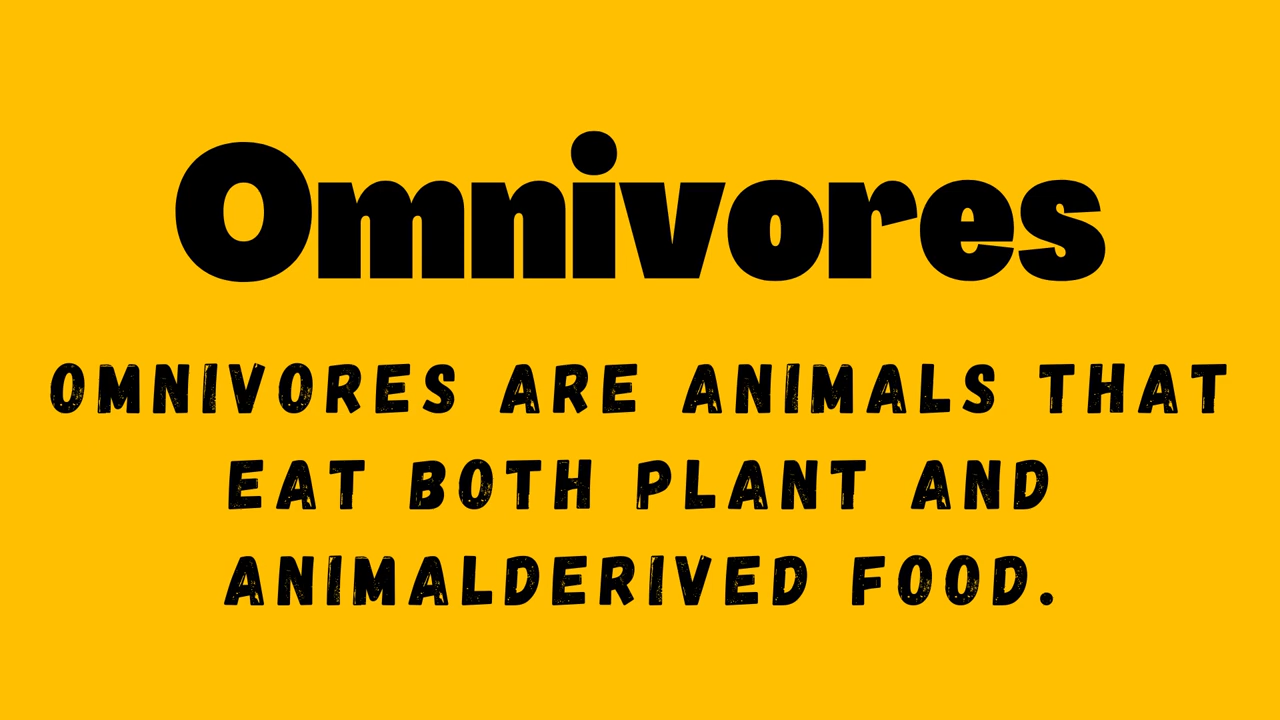 Omnivores
OMNIVORES ARE ANIMALS THAT
EAT BOTH PLANT AND
ANIMALDERIVED FOOD.